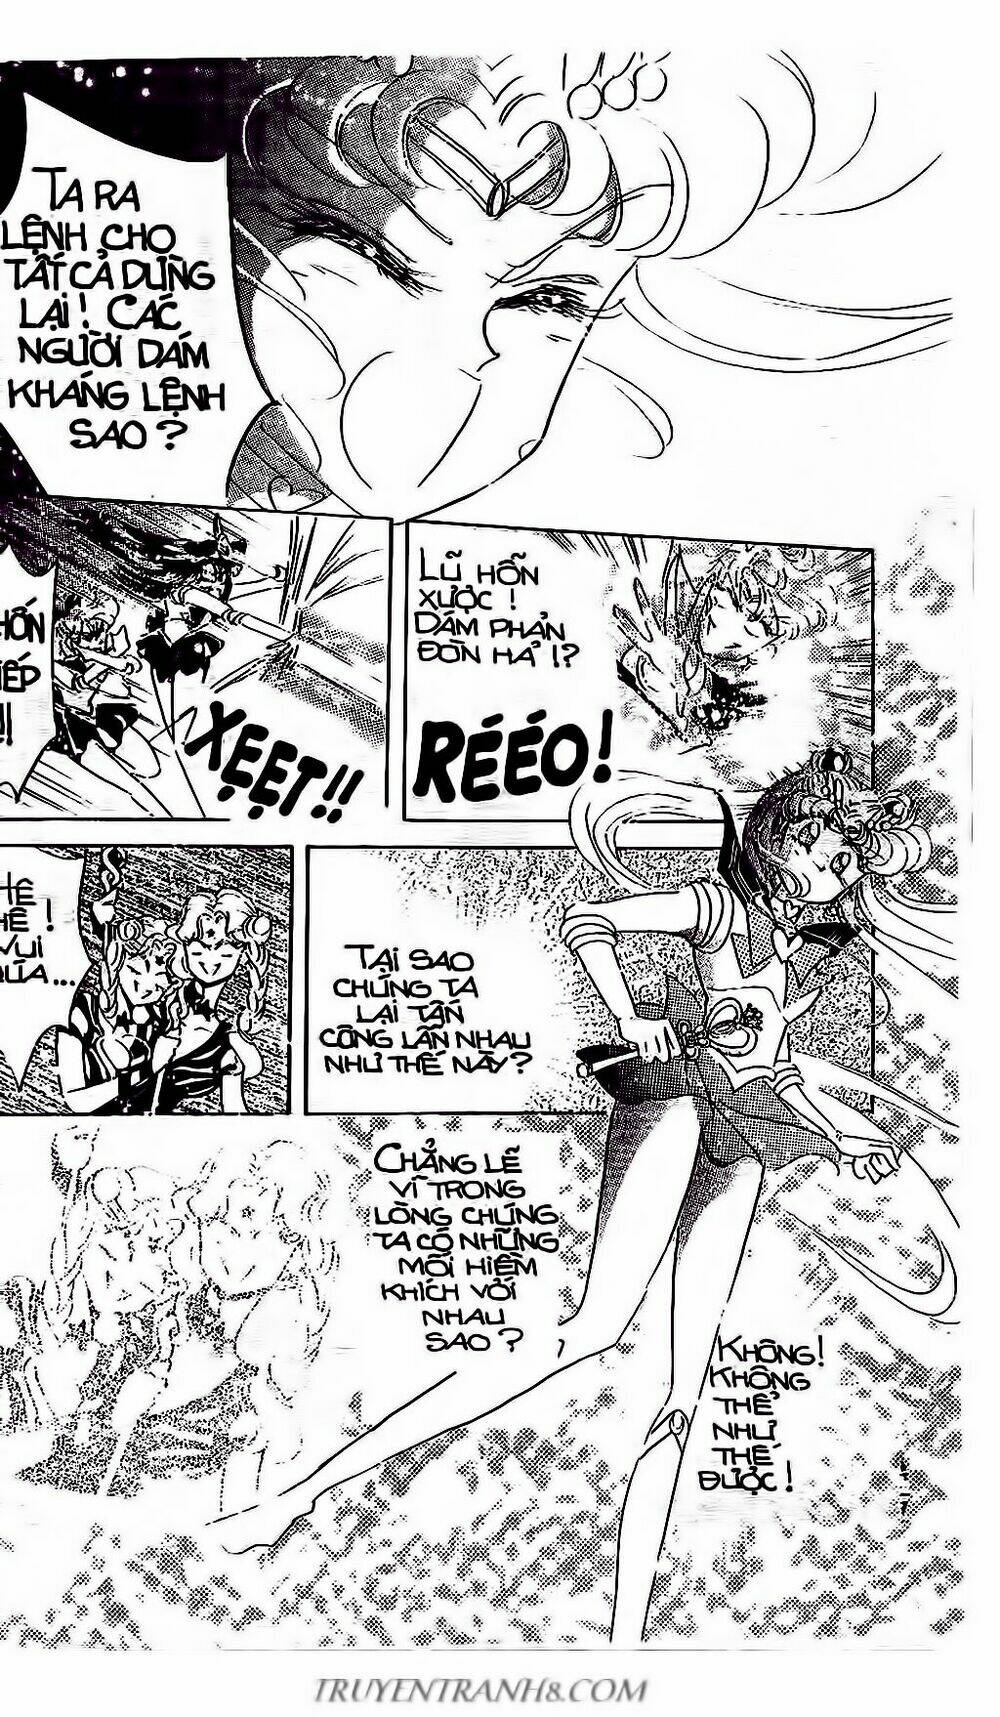 TA RA
LỆNH CHO
TẤT CẢ DỪNG
LẠI! CÁC
NGƯƠI DÁM
KHÁNG LỆNH
SAO?
LŨ HỖN
XƯỢC!
DÁM PHẢN
ĐÒN HẢ!?
RÉÉO!
XẸẸT!!
TẠI SAO
CHÚNG TA
LẠI TẤN
CÔNG LẪN NHAU
NHƯ THẾ NÀY?
VUI
CHẲNG LẼ
VÌ TRONG
LÒNG CHÚNG
TA CÓ NHỮNG
MỐI HIỀM
KHÍCH VỚI
NHAU
SAO?
KHÔNG!
KHÔNG
THỂ
NHƯ
THẾ
ĐƯỢC!
TRUYENTRANH8.COM